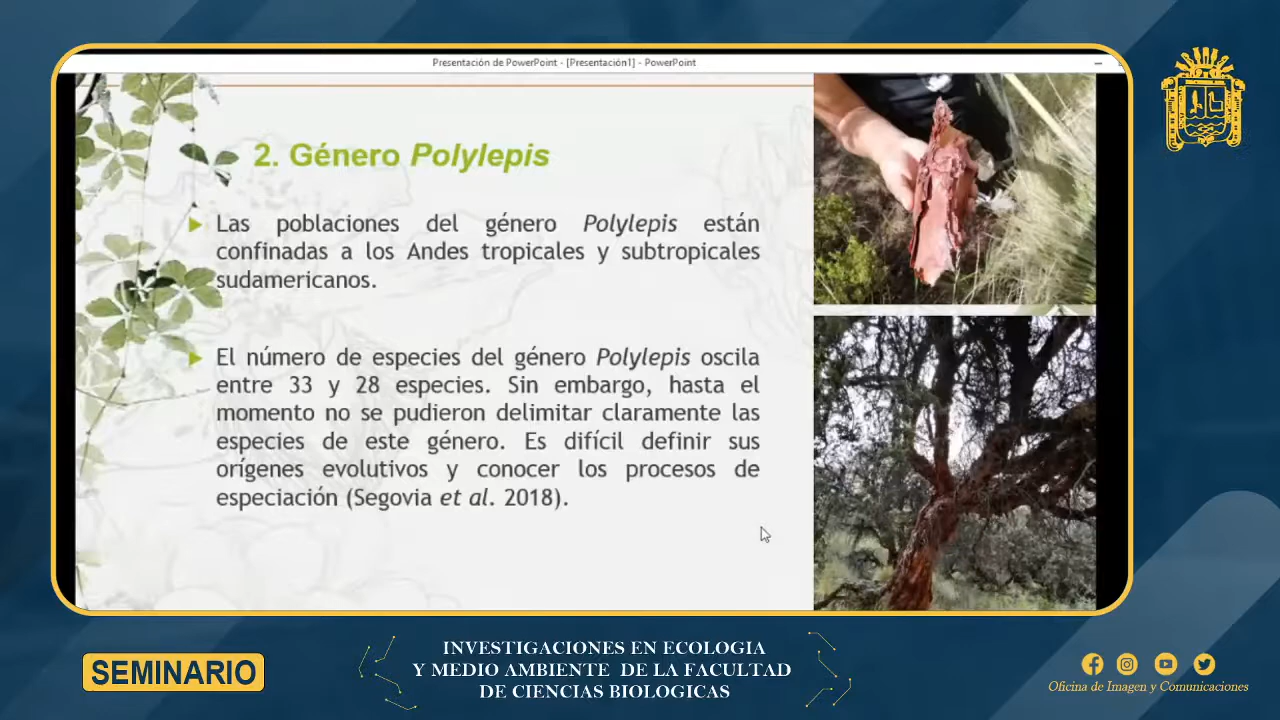 Presentación de PowerPoint - [Presentación1] - PowerPoint
2. Género Polylepis
Las poblaciones del género Polylepis están
confinadas a los Andes tropicales y subtropicales
sudamericanos.
El número de especies del género Polylepis oscila
entre 33 y 28 especies. Sin embargo, hasta el
momento no se pudieron delimitar claramente las
especies de este género. Es difícil definir sus
orígenes evolutivos y conocer los procesos de
especiación (Segovia et al. 2018).
SEMINARIO
INVESTIGACIONES EN ECOLOGIA
Y MEDIO AMBIENTE DE LA FACULTAD
DE CIENCIAS BIOLOGICAS
Oficina de Imagen y Comunicaciones